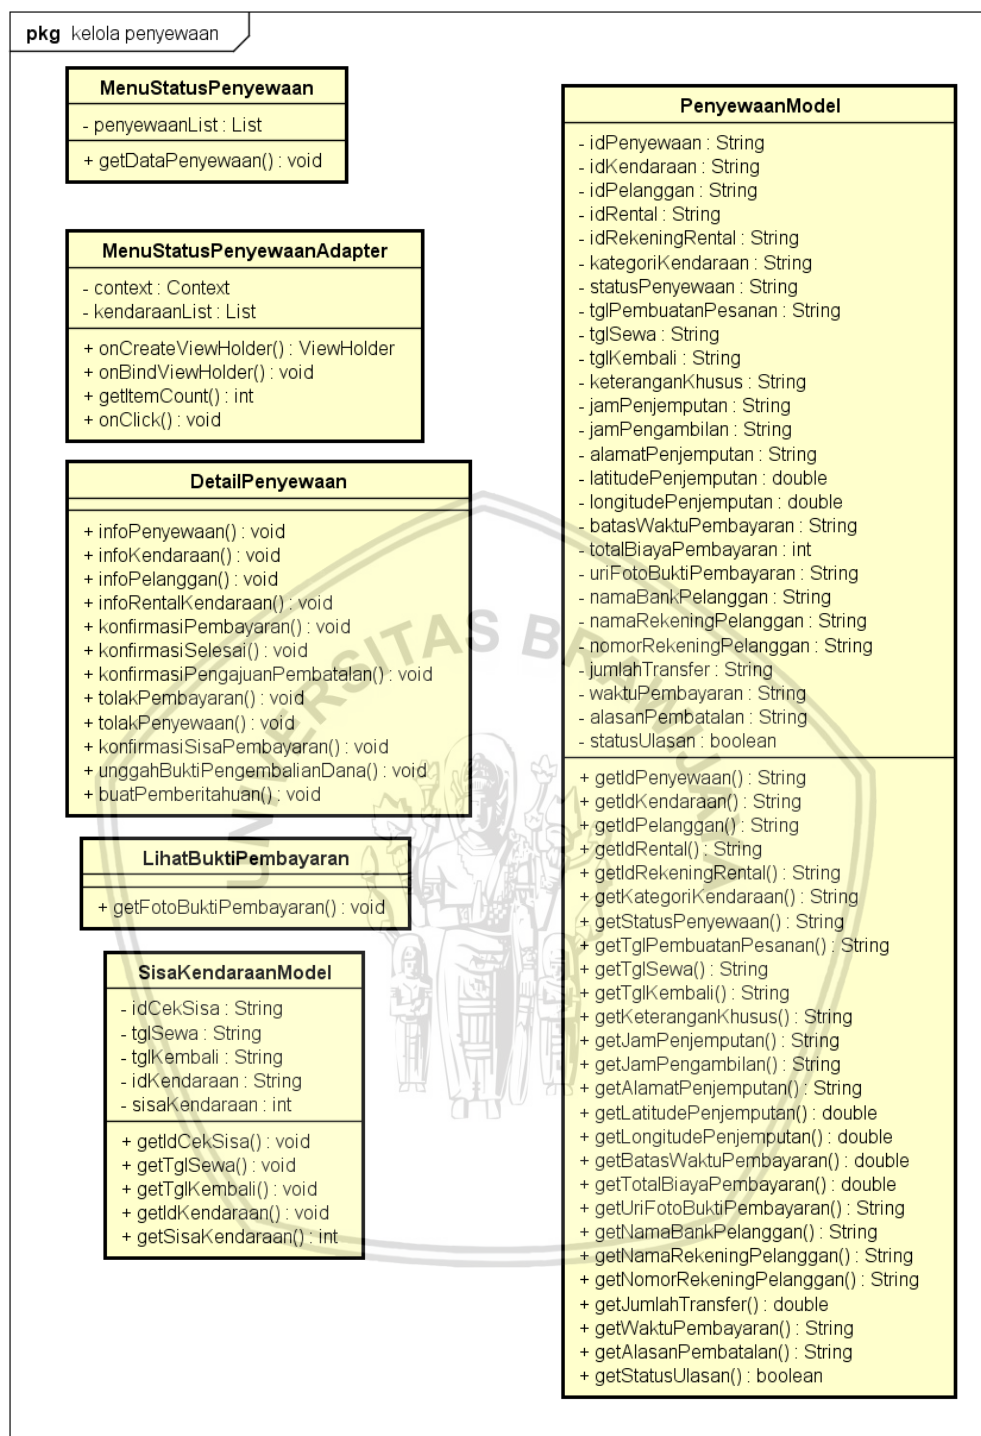 pkg kelola penyewaan
MenuStatusPenyewaan
- penyewaanList : List
+ getDataPenyewaan() : void
MenuStatusPenyewaanAdapter
- context : Context
- kendaraanList : List
+ onCreateViewHolder() : ViewHolder
+ onBindViewHolder() : void
+ getItemCount() : int
+ onClick() : void
DetailPenyewaan
+ infoPenyewaan() : void
+ infoKendaraan() : void
+ infoPelanggan() : void
+ infoRentalKendaraan() : void
+ konfirmasiPembayaran() : void
+ konfirmasiSelesai() : void
+ konfirmasiPengajuanPembatalan() : void
+ tolakPembayaran() : void
+ tolakPenyewaan() : void
+ konfirmasiSisaPembayaran() : void
+ unggahBuktiPengembalianDana() : void
+ buatPemberitahuan() : void
LihatBuktiPembayaran
+ getFotoBuktiPembayaran() : void
SisaKendaraanModel
- idCekSisa : String
- tglSewa : String
- tglKembali : String
- idKendaraan : String
- sisaKendaraan : int
+ getIdCekSisa() : void
+ getTglSewa() : void
+ getTglKembali() : void
+ getIdKendaraan() : void
+ getSisaKendaraan() : int
PenyewaanModel
- idPenyewaan : String
- idKendaraan : String
- idPelanggan : String
- idRental : String
- idRekeningRental : String
- kategoriKendaraan : String
- statusPenyewaan : String
- tglPembuatanPesanan : String
- tglSewa : String
- tglKembali : String
- keteranganKhusus : String
- jamPenjemputan : String
- jamPengambilan : String
- alamatPenjemputan : String
- latitudePenjemputan : double
- longitudePenjemputan : double
- batasWaktuPembayaran : String
- totalBiayaPembayaran : int
- uriFotoBuktiPembayaran : String
- namaBankPelanggan : String
- namaRekeningPelanggan : String
- nomorRekeningPelanggan : String
- jumlahTransfer : String
- waktuPembayaran : String
- alasanPembatalan : String
- statusUlasan : boolean
+ getIdPenyewaan() : String
+ getIdKendaraan() : String
+ getIdPelanggan() : String
+ getIdRental() : String
+ getIdRekeningRental() : String
+ getKategoriKendaraan() : String
+ getStatusPenyewaan() : String
+ getTglPembuatanPesanan() : String
+ getTglSewa() : String
+ getTglKembali() : String
+ getKeteranganKhusus() : String
+ getJamPenjemputan() : String
+ getJamPengambilan() : String
+ getAlamatPenjemputan() : String
+ getLatitudePenjemputan() : double
+ getLongitudePenjemputan() : double
+ getBatasWaktuPembayaran() : double
+ getTotalBiayaPembayaran() : double
+ getUriFotoBuktiPembayaran() : String
+ getNamaBankPelanggan() : String
+ getNamaRekeningPelanggan() : String
+ getNomorRekeningPelanggan() : String
+ getJumlahTransfer() : double
+ getWaktuPembayaran() : String
+ getAlasanPembatalan() : String
+ getStatusUlasan() : boolean
UNIVERSITAS BRAWIJAYA